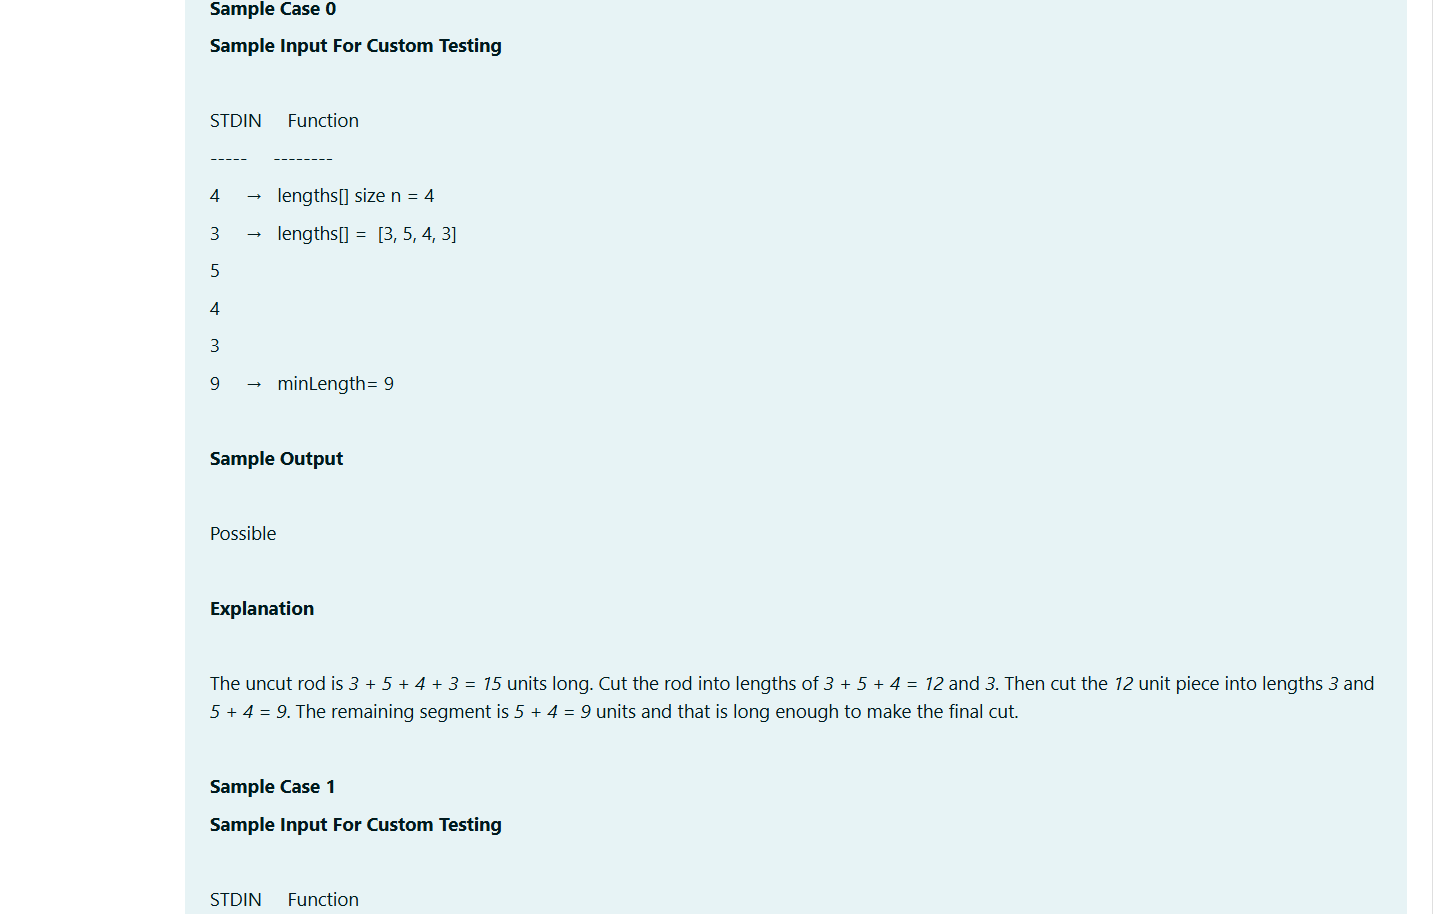 Sample Case 0
Sample Input For Custom Testing
STDIN Function
----- --------
4 → lengths[] size n = 4
3 → lengths[] = [3, 5, 4, 3]
5
4
3
9 → minLength= 9
Sample Output
Possible
Explanation
The uncut rod is 3 + 5 + 4 + 3 = 15 units long. Cut the rod into lengths of 3 + 5 + 4 = 12 and 3. Then cut the 12 unit piece into lengths 3 and
5 + 4 = 9. The remaining segment is 5 + 4 = 9 units and that is long enough to make the final cut.
Sample Case 1
Sample Input For Custom Testing
STDIN Function